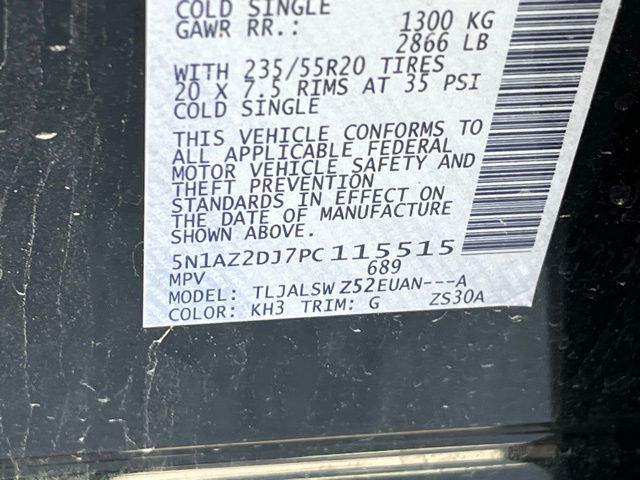 COLD SINGLE
GAWR RR.: 1300 KG
2866 LB
WITH 235/55R20 TIRES
20 X 7.5 RIMS AT 35 PSI
COLD SINGLE
THIS VEHICLE CONFORMS TO
ALL APPLICABLE FEDERAL
MOTOR VEHICLE SAFETY AND
THEFT PREVENTION
STANDARDS IN EFFECT ON
THE DATE OF MANUFACTURE
SHOWN ABOVE.
5N1AZ2DJ7PC115515
MPV 689
MODEL: TLJALSWZ52EUAN---A
COLOR: KH3 TRIM: G ZS30A